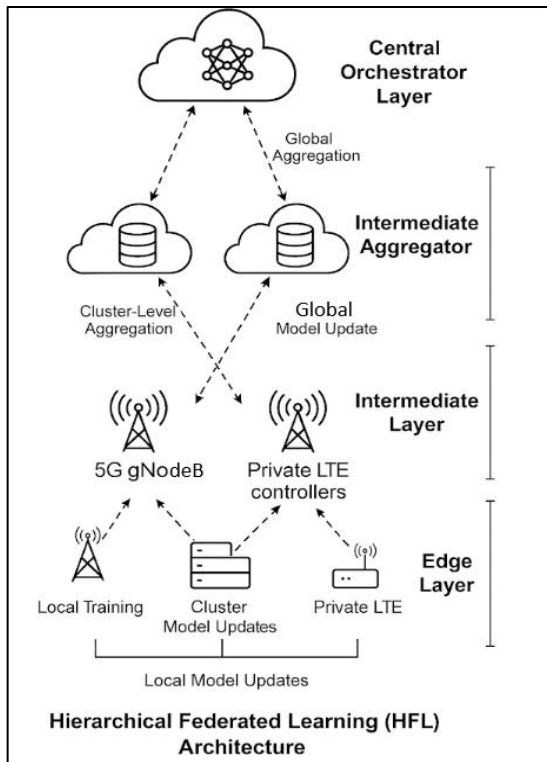 Central
Orchestrator
Layer
Global
Aggregation
Intermediate
Aggregator
Cluster-Level
Aggregation
Global
Model Update
Intermediate
Layer
5G gNodeB
Private LTE
controllers
Edge
Layer
Local Training
Cluster
Model Updates
Private LTE
Local Model Updates
Hierarchical Federated Learning (HFL)
Architecture